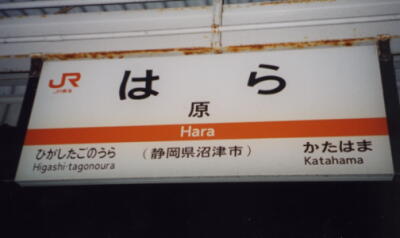 JR
JR東海
はら
原
Hara
ひがしたごのうら
Higashi-tagonoura
(静岡県沼津市)
かたはま
Katahama